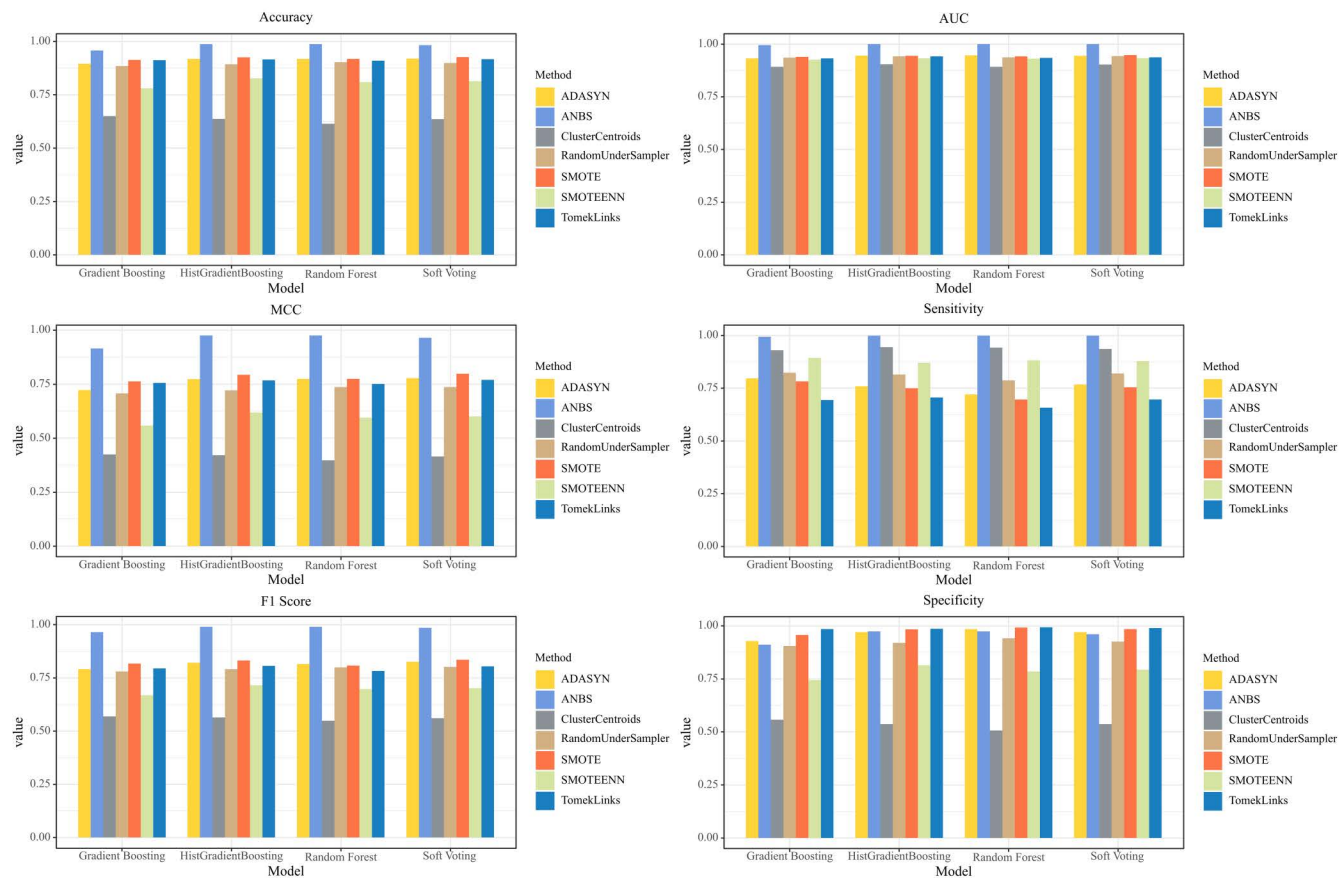 Accuracy
value
1.00
0.75
0.50
0.25
0.00
Gradient Boosting
HistGradientBoosting
Random Forest
Soft Voting
Model
Method
ADASYN
ANBS
ClusterCentroids
RandomUnderSampler
SMOTE
SMOTEENN
TomekLinks
AUC
value
1.00
0.75
0.50
0.25
0.00
Gradient Boosting
HistGradientBoosting
Random Forest
Soft Voting
Model
Method
ADASYN
ANBS
ClusterCentroids
RandomUnderSampler
SMOTE
SMOTEENN
TomekLinks
MCC
value
1.00
0.75
0.50
0.25
0.00
Gradient Boosting
HistGradientBoosting
Random Forest
Soft Voting
Model
Method
ADASYN
ANBS
ClusterCentroids
RandomUnderSampler
SMOTE
SMOTEENN
TomekLinks
Sensitivity
value
1.00
0.75
0.50
0.25
0.00
Gradient Boosting
HistGradientBoosting
Random Forest
Soft Voting
Model
Method
ADASYN
ANBS
ClusterCentroids
RandomUnderSampler
SMOTE
SMOTEENN
TomekLinks
F1 Score
value
1.00
0.75
0.50
0.25
0.00
Gradient Boosting
HistGradientBoosting
Random Forest
Soft Voting
Model
Method
ADASYN
ANBS
ClusterCentroids
RandomUnderSampler
SMOTE
SMOTEENN
TomekLinks
Specificity
value
1.00
0.75
0.50
0.25
0.00
Gradient Boosting
HistGradientBoosting
Random Forest
Soft Voting
Model
Method
ADASYN
ANBS
ClusterCentroids
RandomUnderSampler
SMOTE
SMOTEENN
TomekLinks